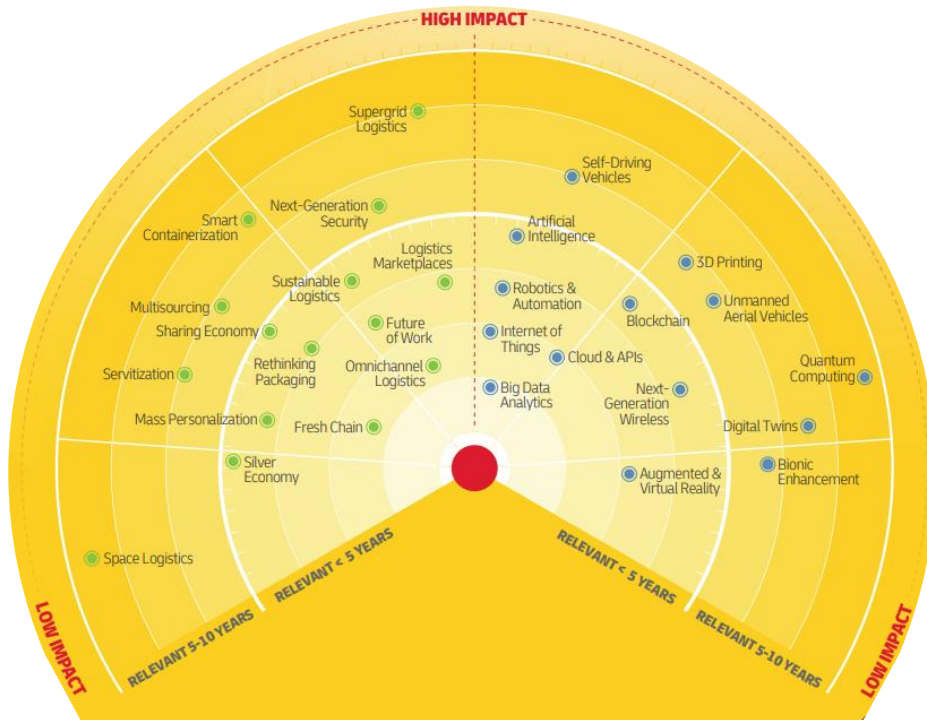 HIGH IMPACT
Supergrid
Logistics
Self-Driving
Vehicles
Next-Generation
Security
Smart
Containerization
Artificial
Intelligence
Logistics
Marketplaces
3D Printing
Sustainable
Logistics
Robotics &
Automation
Unmanned
Aerial Vehicles
Multisourcing
Blockchain
Sharing Economy
Future
of Work
Internet of
Things
Rethinking
Packaging
Omnichannel
Logistics
Cloud & APIs
Quantum
Computing
Servitization
Big Data
Analytics
Next-
Generation
Wireless
Mass Personalization
Fresh Chain
Digital Twins
Silver
Economy
Augmented &
Virtual Reality
Bionic
Enhancement
Space Logistics
RELEVANT < 5 YEARS
RELEVANT < 5 YEARS
RELEVANT 5-10 YEARS
RELEVANT 5-10 YEARS
LOW IMPACT
LOW IMPACT